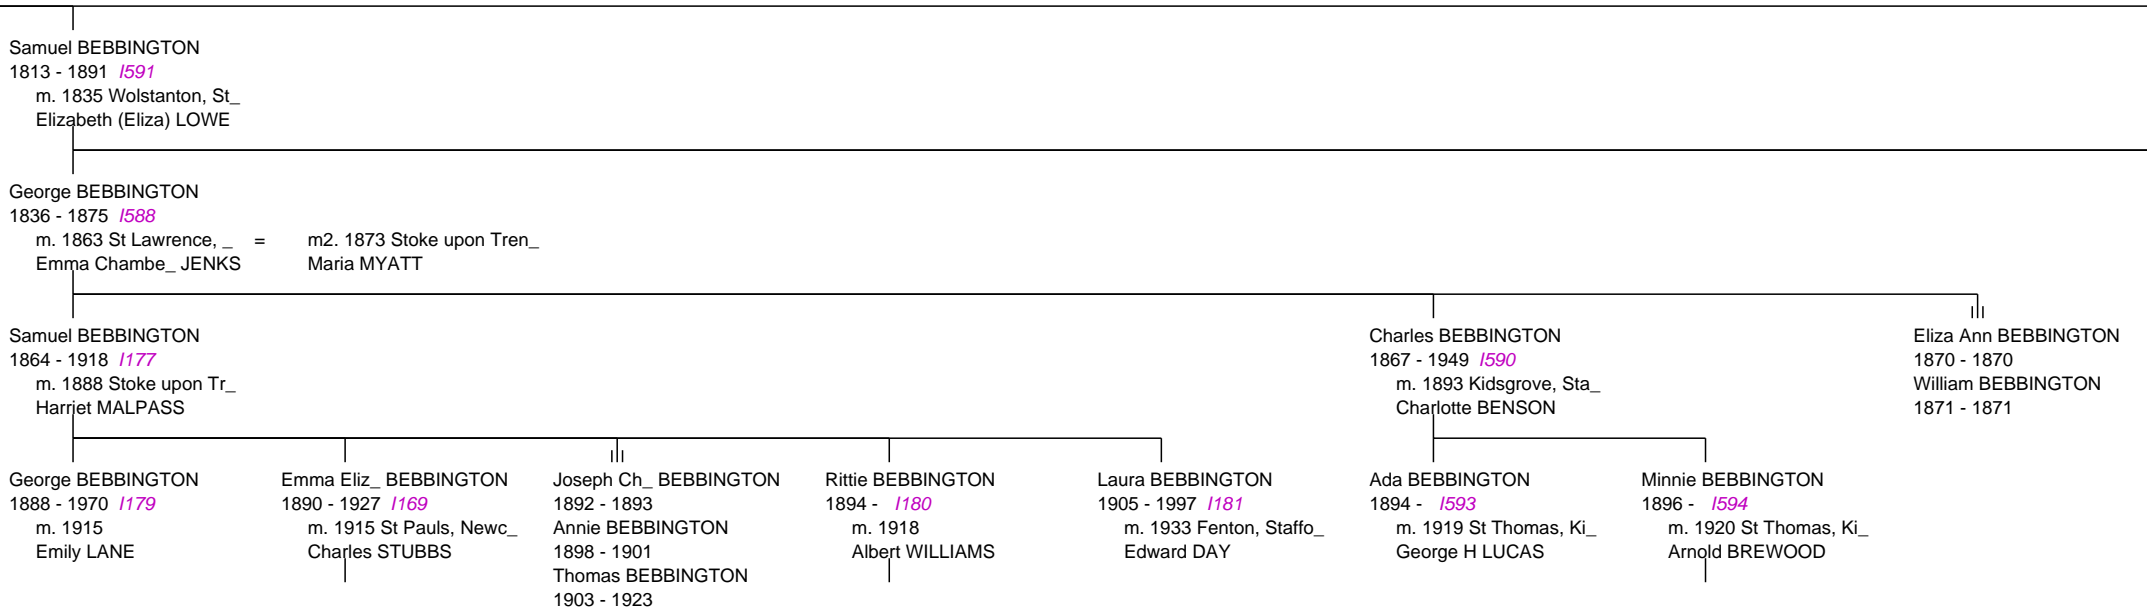 Samuel BEBBINGTON
1813 - 1891 I591
m. 1835 Wolstanton, St_
Elizabeth (Eliza) LOWE
George BEBBINGTON
1836 - 1875 I588
m. 1863 St Lawrence, _ = m2. 1873 Stoke upon Tren_
Emma Chambe_ JENKS Maria MYATT
Samuel BEBBINGTON
1864 - 1918 I177
m. 1888 Stoke upon Tr_
Harriet MALPASS
Charles BEBBINGTON
1867 - 1949 I590
m. 1893 Kidsgrove, Sta_
Charlotte BENSON
Eliza Ann BEBBINGTON
1870 - 1870
William BEBBINGTON
1871 - 1871
George BEBBINGTON
1888 - 1970 I179
m. 1915
Emily LANE
Emma Eliz_ BEBBINGTON
1890 - 1927 I169
m. 1915 St Pauls, Newc_
Charles STUBBS
Joseph Ch_ BEBBINGTON
1892 - 1893
Annie BEBBINGTON
1898 - 1901
Thomas BEBBINGTON
1903 - 1923
Rittie BEBBINGTON
1894 - I180
m. 1918
Albert WILLIAMS
Laura BEBBINGTON
1905 - 1997 I181
m. 1933 Fenton, Staffo_
Edward DAY
Ada BEBBINGTON
1894 - I593
m. 1919 St Thomas, Ki_
George H LUCAS
Minnie BEBBINGTON
1896 - I594
m. 1920 St Thomas, Ki_
Arnold BREWOOD